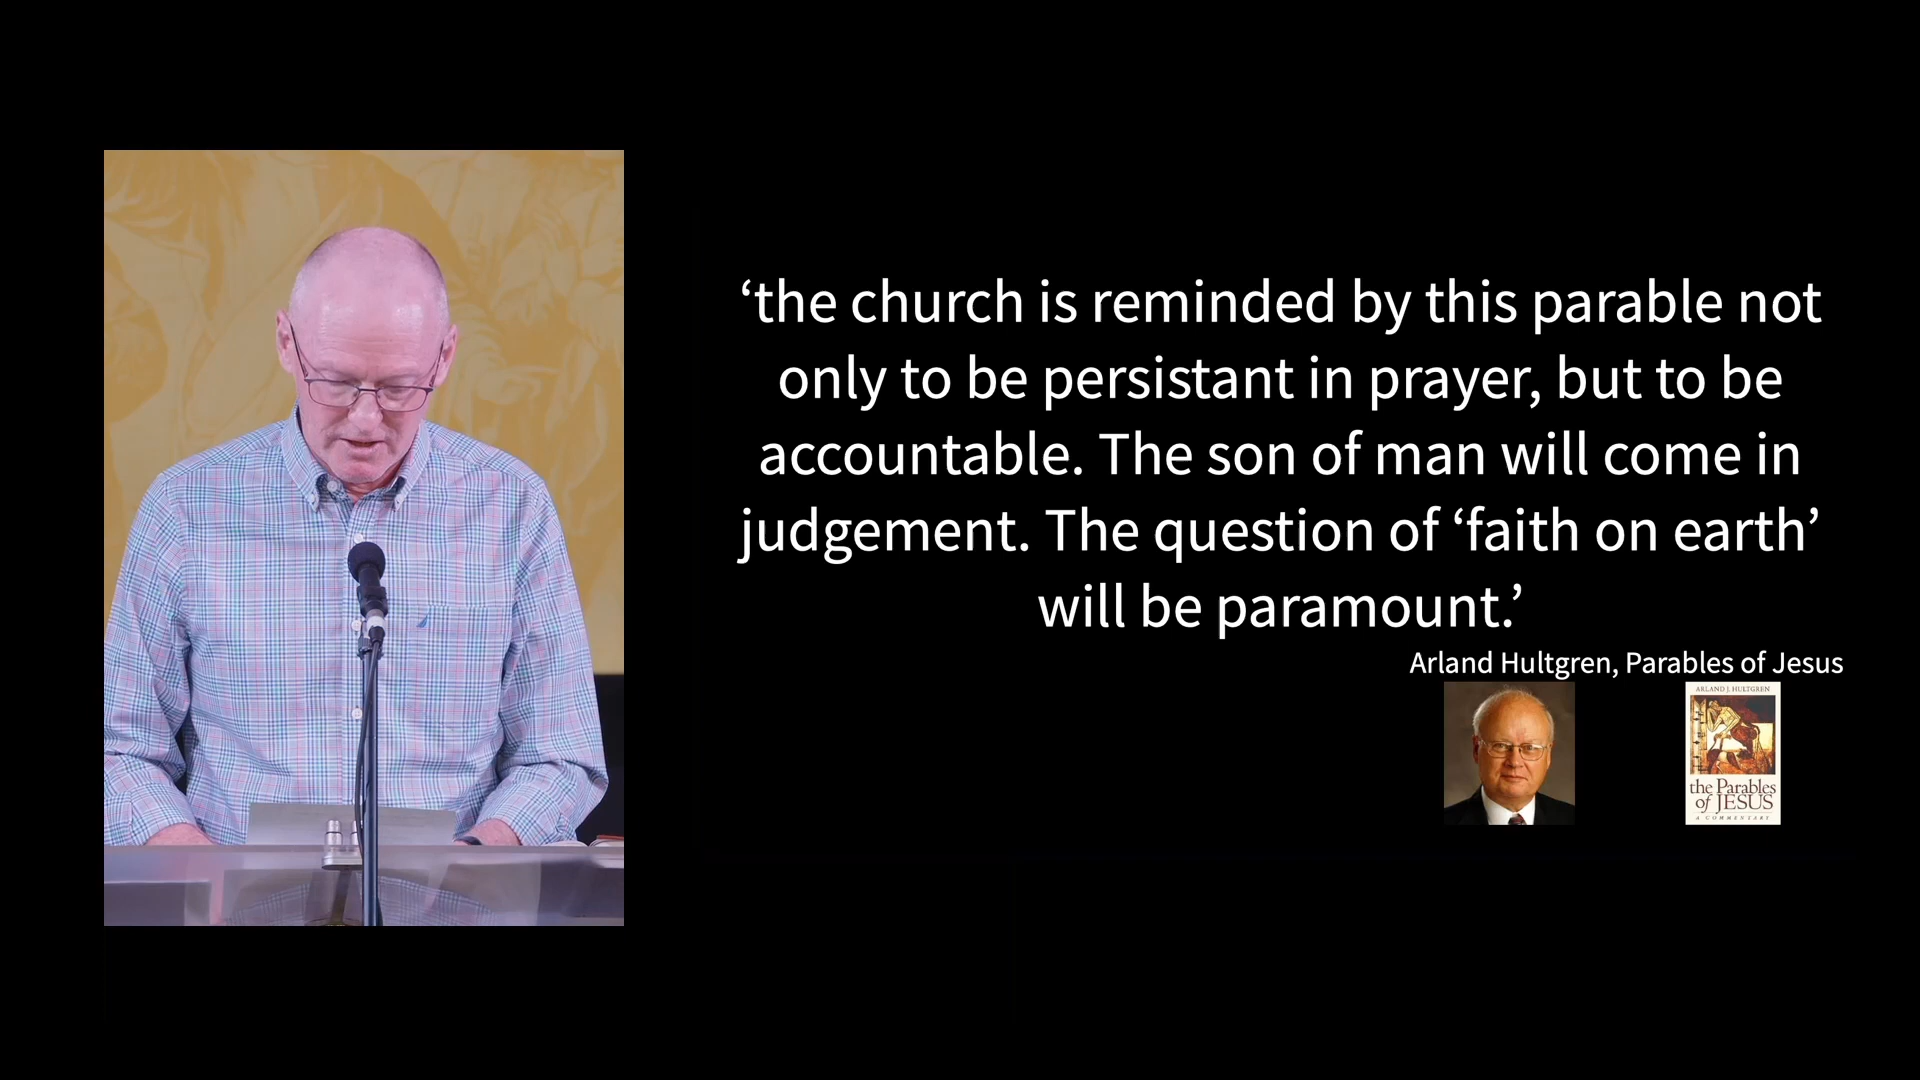 ‘the church is reminded by this parable not
only to be persistant in prayer, but to be
accountable. The son of man will come in
judgement. The question of ‘faith on earth’
will be paramount.’
Arland Hultgren, Parables of Jesus
ARLAND J. HULTGREN
the Parables
of JESUS
A COMMENTARY